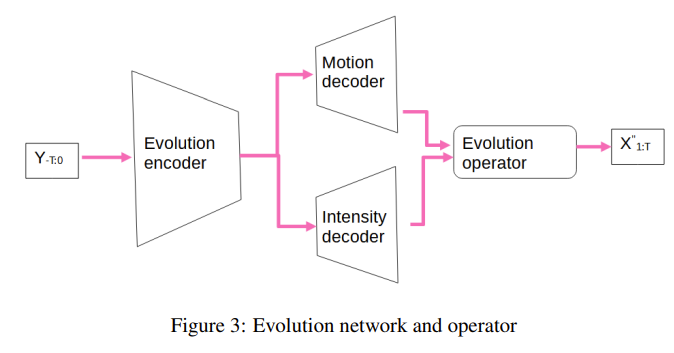 Motion
decoder
Y-T:0
Evolution
encoder
Evolution
operator
X"1:T
Intensity
decoder
Figure 3: Evolution network and operator